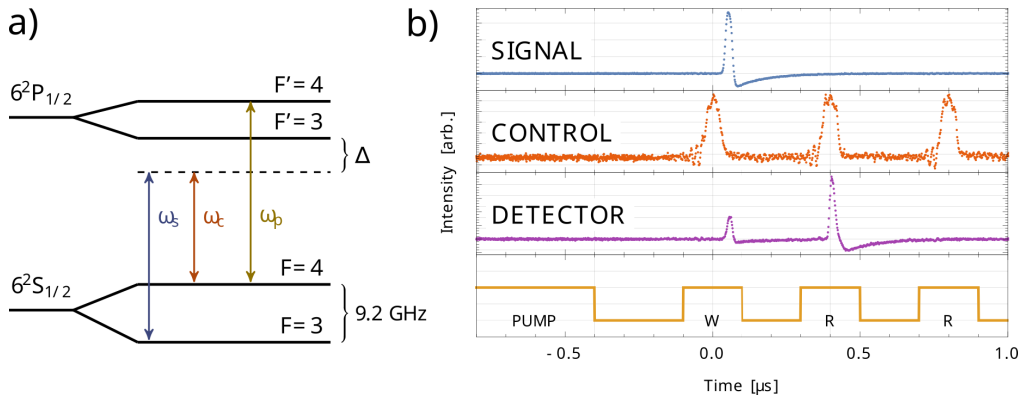 a)
6²P₁/₂
F’= 4
F’= 3
Δ
ωs
ωc
ωp
6²S₁/₂
F= 4
F= 3
9.2 GHz
b)
SIGNAL
CONTROL
DETECTOR
PUMP
W
R
R
Intensity [arb.]
- 0.5
0.0
0.5
1.0
Time [µs]